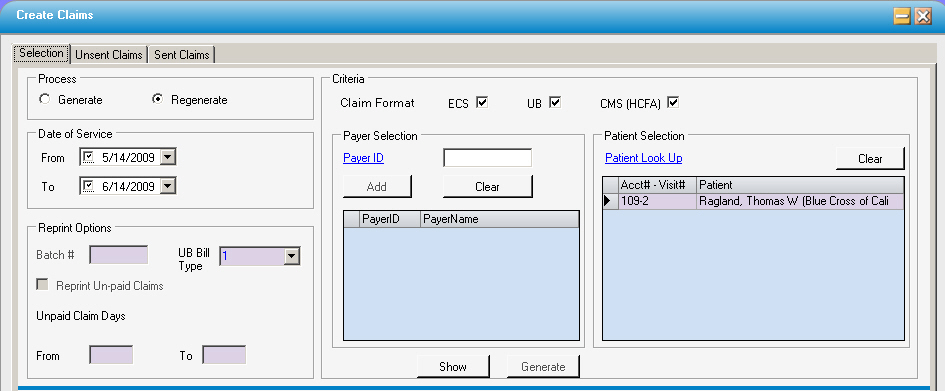 Create Claims
Selection Unsent Claims Sent Claims
Process
Generate Regenerate
Date of Service
From 5/14/2009
To 6/14/2009
Reprint Options
Batch # UB Bill Type 1
Reprint Un-paid Claims
Unpaid Claim Days
From To
Criteria
Claim Format ECS UB CMS (HCFA)
Payer Selection
Payer ID
Add Clear
PayerID PayerName
Patient Selection
Patient Look Up Clear
Acct# - Visit# Patient
109-2 Ragland, Thomas W (Blue Cross of Cali
Show Generate